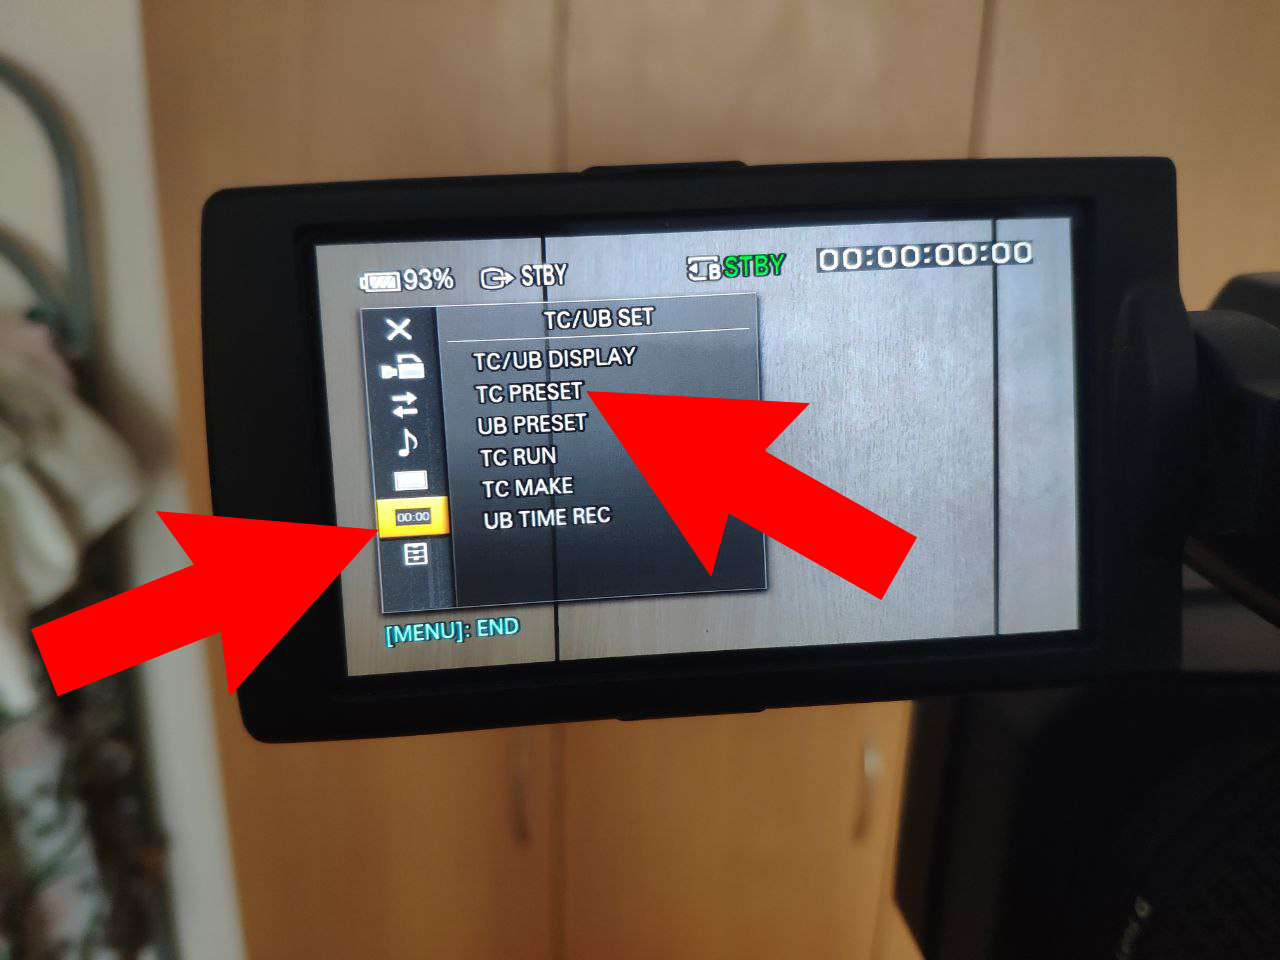 93% STBY B STBY 00:00:00:00
TC/UB SET
TC/UB DISPLAY
TC PRESET
UB PRESET
TC RUN
TC MAKE
00:00
UB TIME REC
[MENU]: END